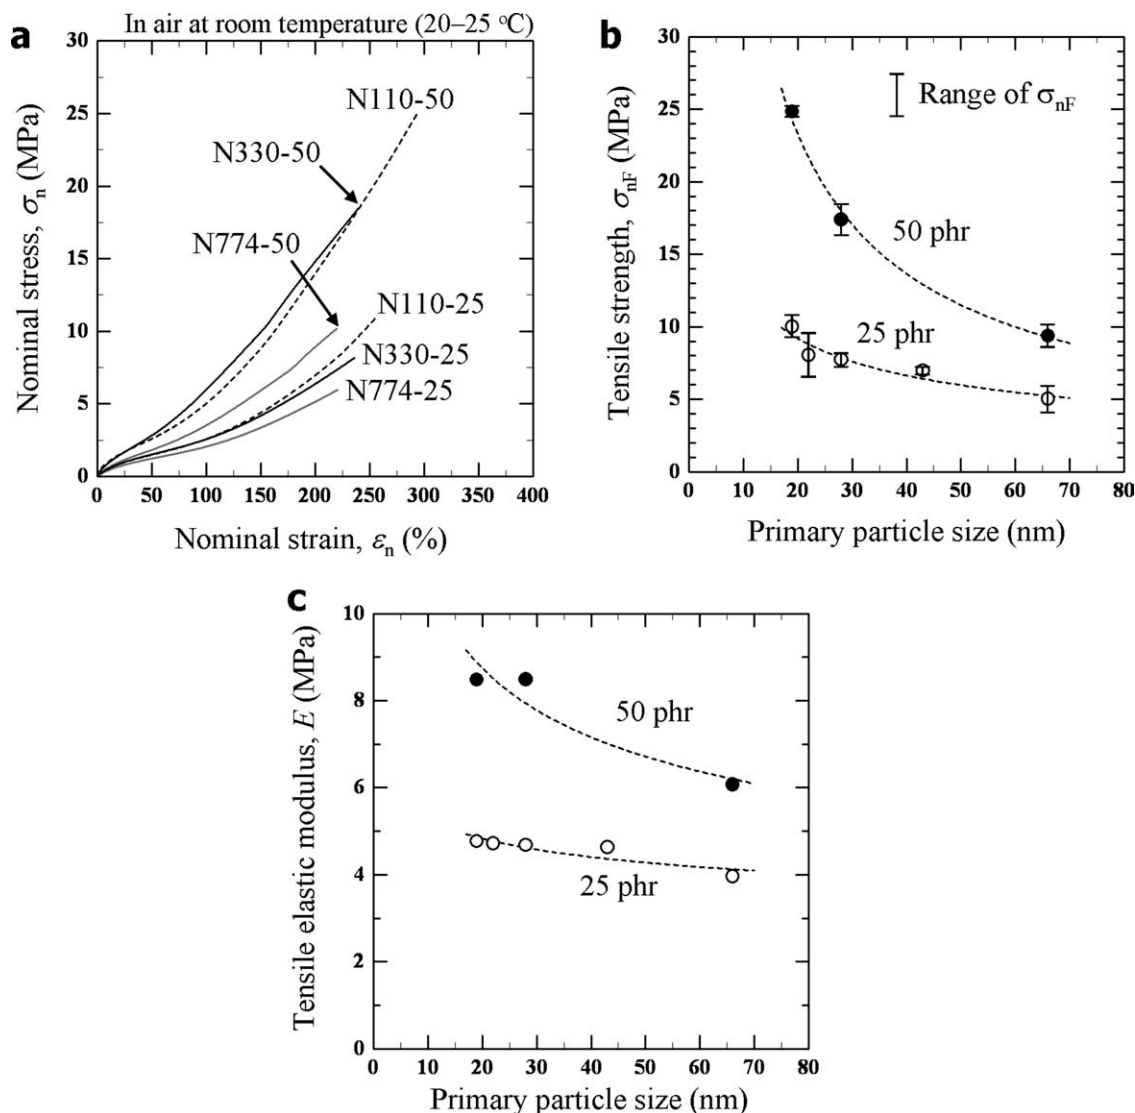 a
In air at room temperature (20–25 °C)
Nominal stress, σn (MPa)
30
25
20
15
10
5
0
N110-50
N330-50
N774-50
N110-25
N330-25
N774-25
0 50 100 150 200 250 300 350 400
Nominal strain, εn (%)
b
Tensile strength, σnF (MPa)
30
25
20
15
10
5
0
Range of σnF
50 phr
25 phr
0 10 20 30 40 50 60 70 80
Primary particle size (nm)
c
Tensile elastic modulus, E (MPa)
10
8
6
4
2
0
50 phr
25 phr
0 10 20 30 40 50 60 70 80
Primary particle size (nm)